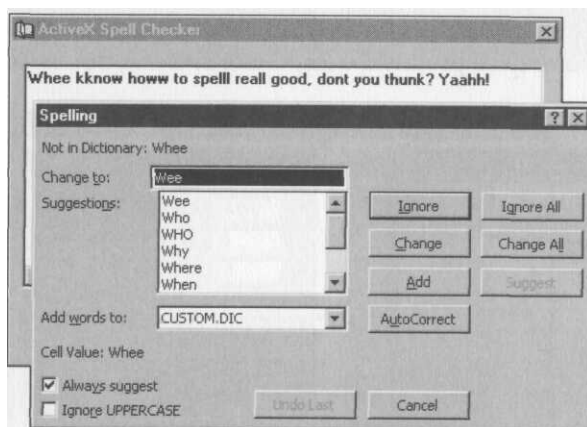 ActiveX Spell Checker
Whee kknow howw to spelll reall good, dont you thunk? Yaahh!
Spelling
Not in Dictionary: Whee
Change to: Wee
Suggestions: Wee
Who
WHO
Why
Where
When
Ignore Ignore All
Change Change All
Add Suggest
Add words to: CUSTOM.DIC AutoCorrect
Cell Value: Whee
Always suggest
Ignore UPPERCASE Undo Last Cancel